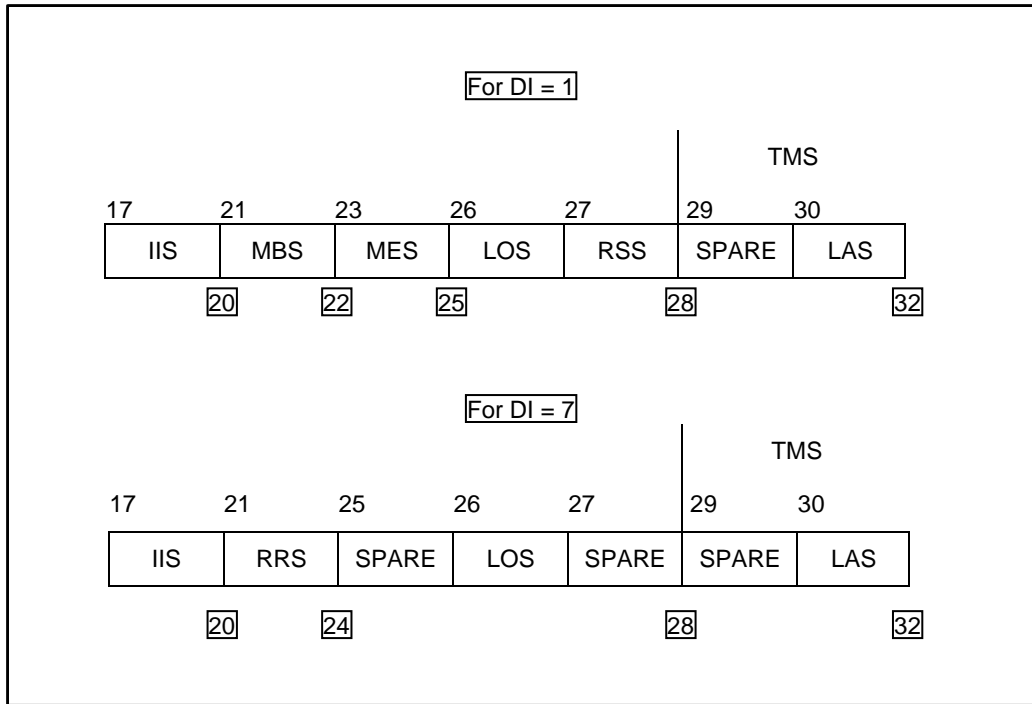 For DI = 1
TMS
17 21 23 26 27 29 30
IIS MBS MES LOS RSS SPARE LAS
20 22 25 28 32
For DI = 7
TMS
17 21 25 26 27 29 30
IIS RRS SPARE LOS SPARE SPARE LAS
20 24 28 32